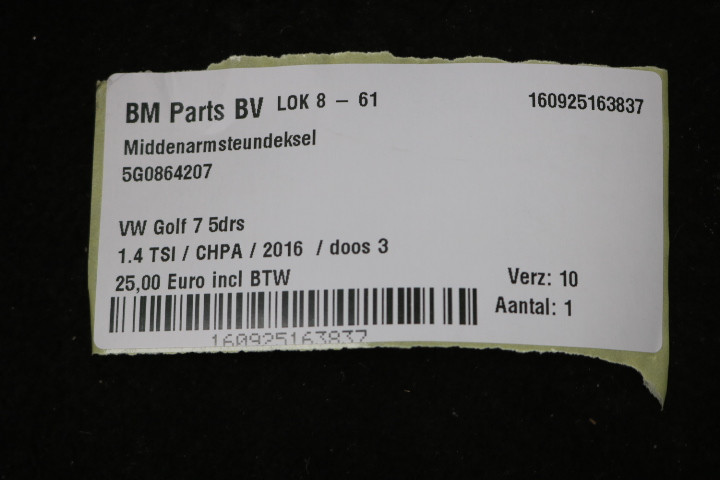 BM Parts BV LOK 8 - 61 160925163837
Middenarmsteundeksel
5G0864207
VW Golf 7 5drs
1.4 TSI / CHPA / 2016 / doos 3
25,00 Euro incl BTW Verz: 10
Aantal: 1
160925163837